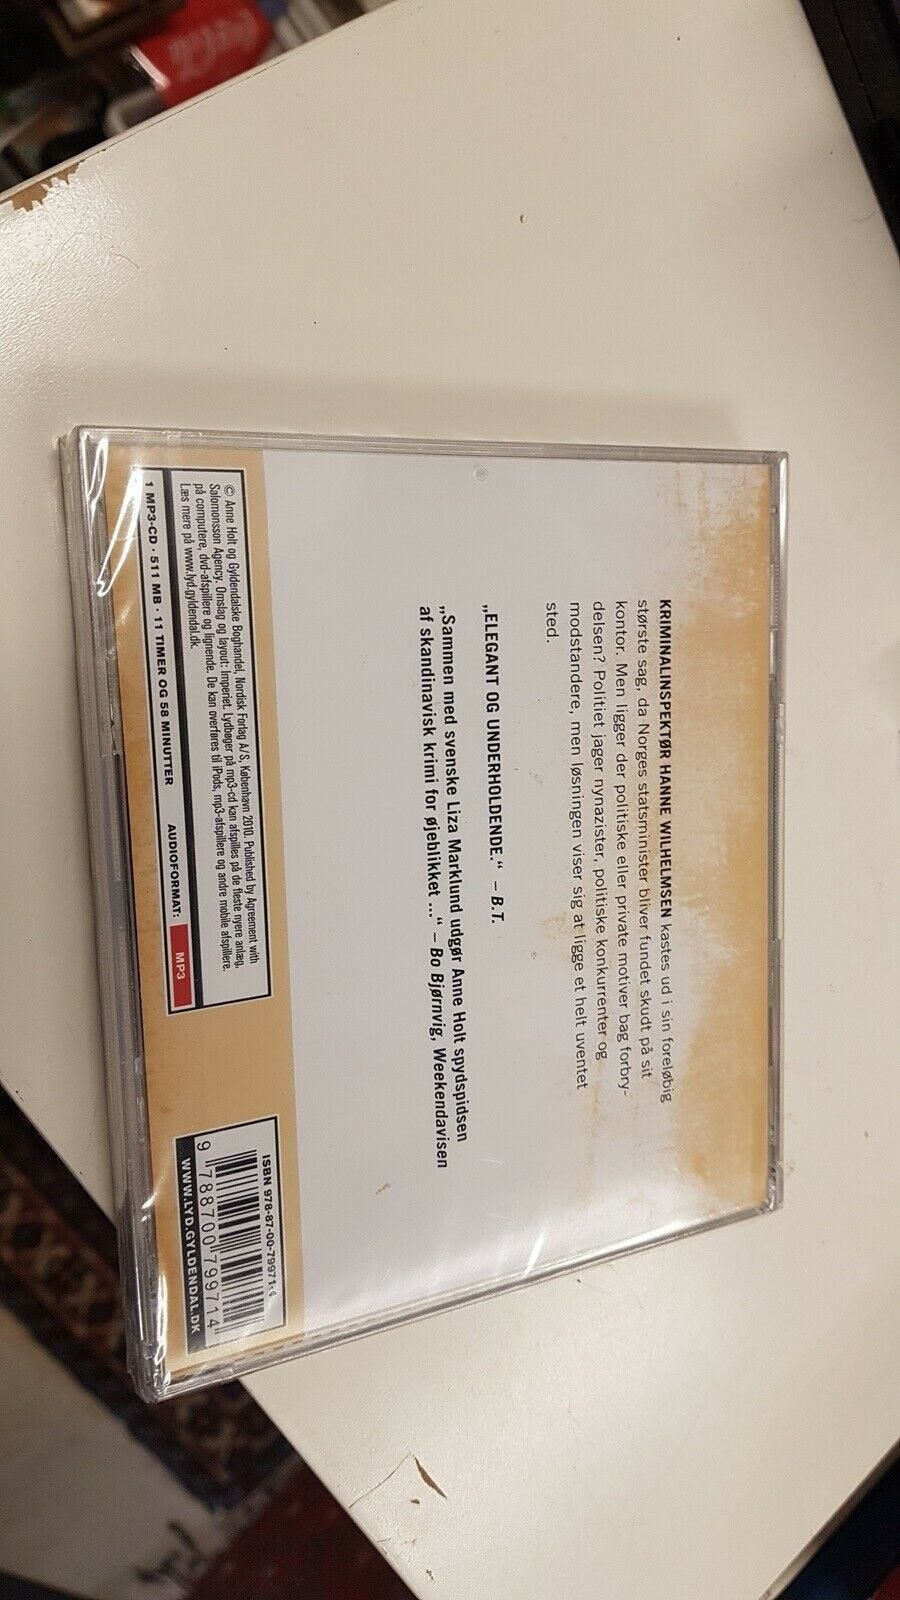 KRIMINALINSPEKTØR HANNE WILHELMSEN kastes ud i sin foreløbig
største sag, da Norges statsminister bliver fundet skudt på sit
kontor. Men ligger der politiske eller private motiver bag forbry-
delsen? Politiet jager nynazister, politiske konkurrenter og
modstandere, men løsningen viser sig at ligge et helt uventet
sted.
„ELEGANT OG UNDERHOLDENDE.“ – B.T.
„Sammen med svenske Liza Marklund udgør Anne Holt spydspidsen
af skandinavisk krimi for øjeblikket ...“ – Bo Bjørnvig, Weekendavisen
© Anne Holt og Gyldendalske Boghandel, Nordisk Forlag A/S, København 2010. Published by Agreement with
Salomonsson Agency. Omslag og layout: Imperiet. Lydbøger på mp3-cd kan afspilles på de fleste nyere anlæg,
på computere, dvd-afspillere og lignende. De kan overføres til iPods, mp3-afspillere og andre mobile afspillere.
Læs mere på www.lyd.gyldendal.dk.
1 MP3-CD · 511 MB · 11 TIMER OG 58 MINUTTER
AUDIOFORMAT: MP3
ISBN 978-87-00-79971-4
9 788700 799714
WWW.LYD.GYLDENDAL.DK
Coca-Cola